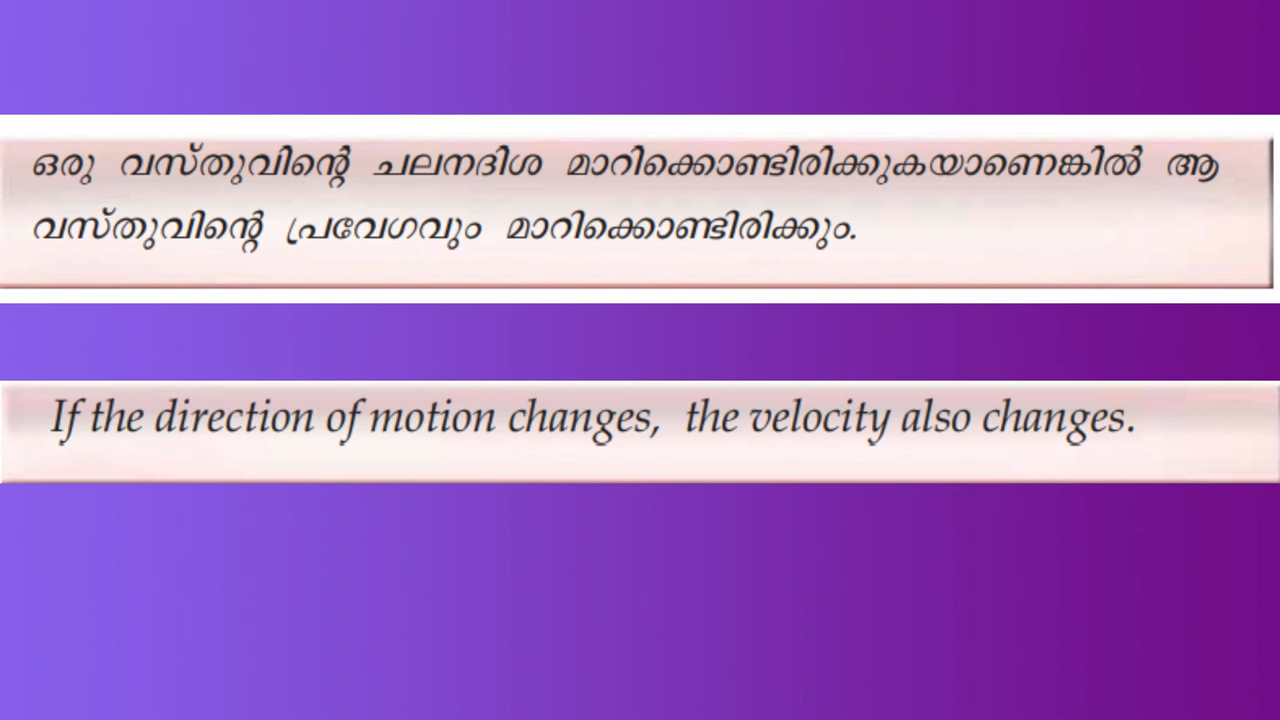 ഒരു വസ്തുവിന്റെ ചലനദിശ മാറിക്കൊണ്ടിരിക്കുകയാണെങ്കിൽ ആ
വസ്തുവിന്റെ പ്രവേഗവും മാറിക്കൊണ്ടിരിക്കും.
If the direction of motion changes, the velocity also changes.